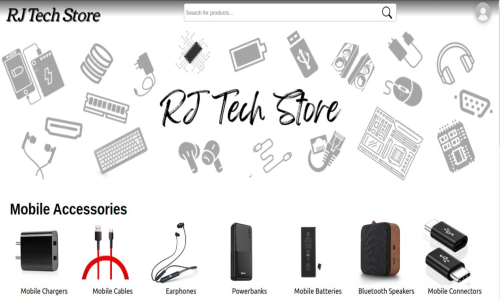 RJ Tech Store
Search for products...
RJ Tech Store
Mobile Accessories
Mobile Chargers
Mobile Cables
Earphones
Powerbanks
Mobile Batteries
Bluetooth Speakers
Mobile Connectors